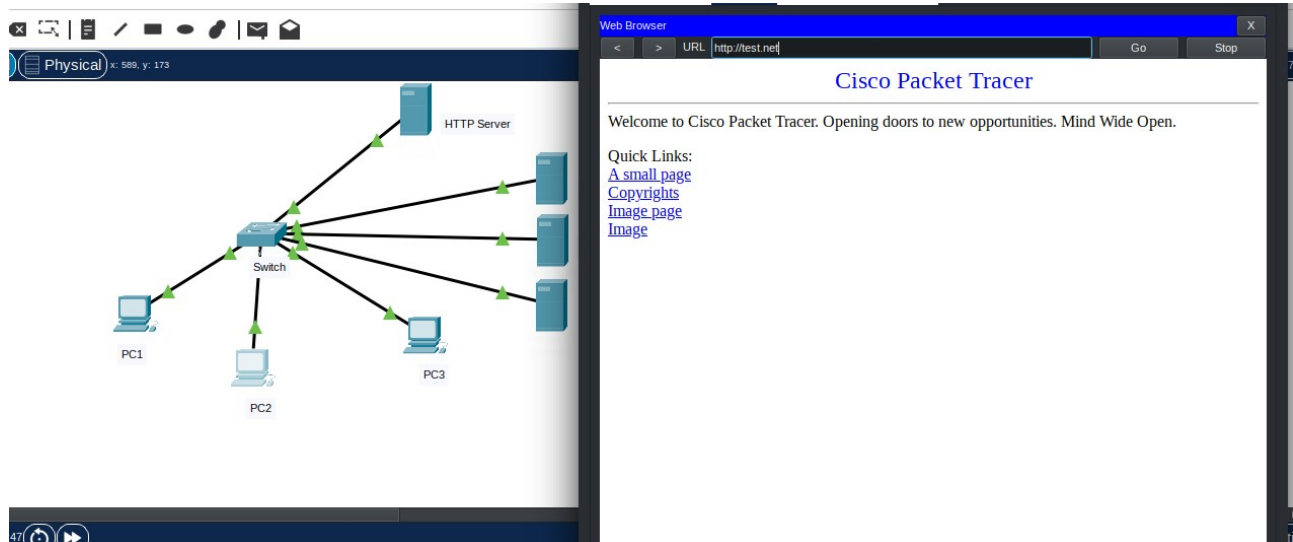 Physical x: 589, y: 173
HTTP Server
Switch
PC1
PC2
PC3
47
Web Browser
X
< > URL http://test.net Go Stop
Cisco Packet Tracer
Welcome to Cisco Packet Tracer. Opening doors to new opportunities. Mind Wide Open.
Quick Links:
A small page
Copyrights
Image page
Image